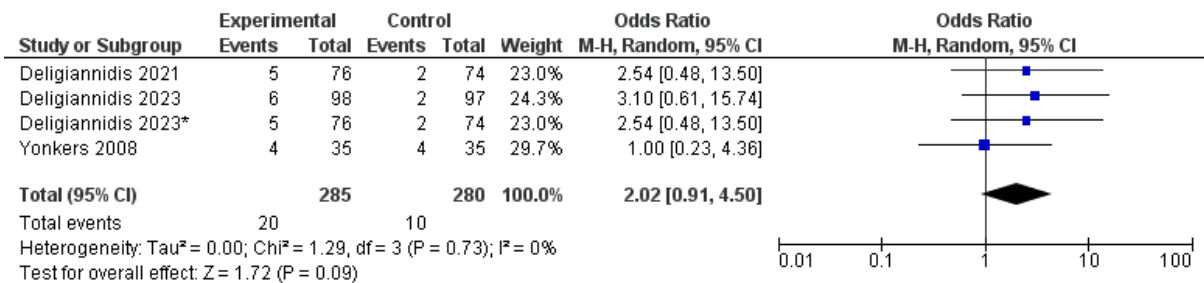 Experimental Control Odds Ratio Odds Ratio
Study or Subgroup Events Total Events Total Weight M-H, Random, 95% CI M-H, Random, 95% CI
Deligiannidis 2021 5 76 2 74 23.0% 2.54 [0.48, 13.50]
Deligiannidis 2023 6 98 2 97 24.3% 3.10 [0.61, 15.74]
Deligiannidis 2023* 5 76 2 74 23.0% 2.54 [0.48, 13.50]
Yonkers 2008 4 35 4 35 29.7% 1.00 [0.23, 4.36]
Total (95% CI) 285 280 100.0% 2.02 [0.91, 4.50]
Total events 20 10
Heterogeneity: Tau² = 0.00; Chi² = 1.29, df = 3 (P = 0.73); I² = 0%
Test for overall effect: Z = 1.72 (P = 0.09)
0.01 0.1 1 10 100